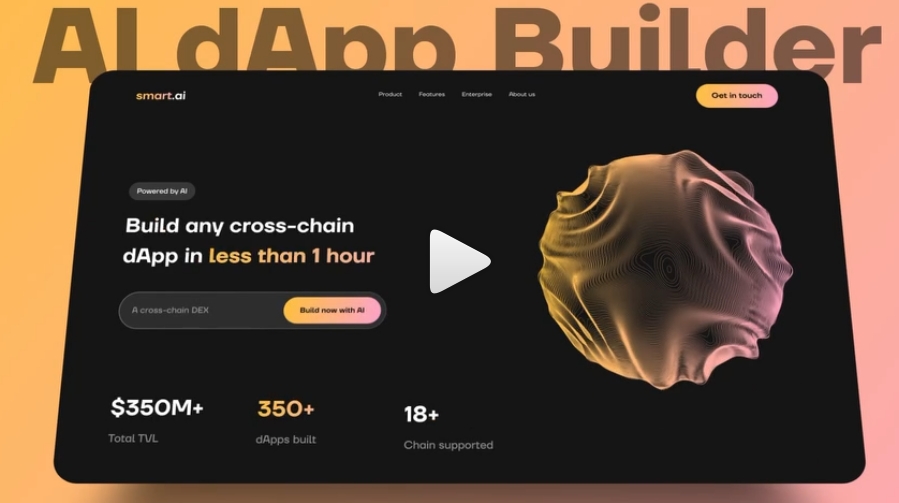 AI dApp Builder
smart.ai
Product Features Enterprise About us
Get in touch
Powered by AI
Build any cross-chain
dApp in less than 1 hour
A cross-chain DEX
Build now with AI
$350M+ 350+ 18+
Total TVL dApps built Chain supported